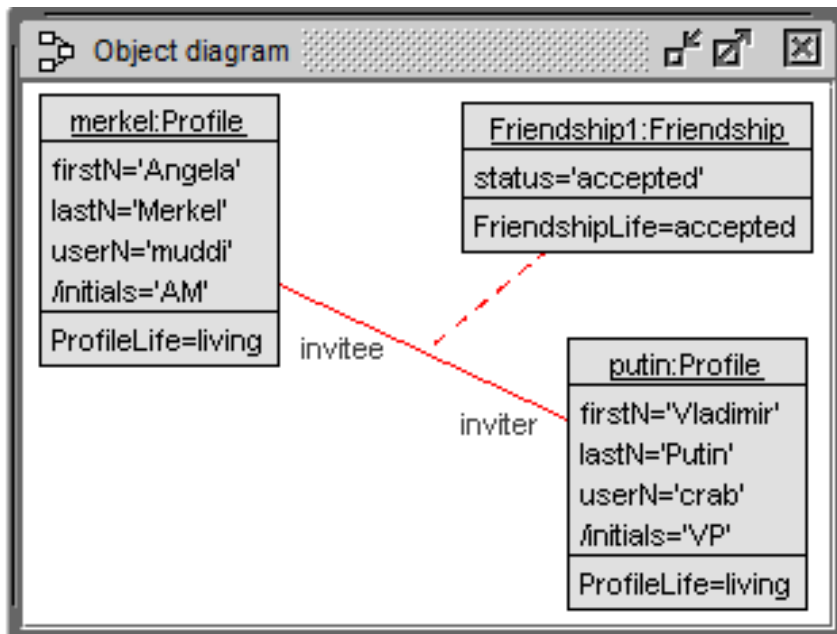 Object diagram
merkel:Profile
firstN='Angela'
lastN='Merkel'
userN='muddi'
/initials='AM'
ProfileLife=living
Friendship1:Friendship
status='accepted'
FriendshipLife=accepted
invitee
inviter
putin:Profile
firstN='Vladimir'
lastN='Putin'
userN='crab'
/initials='VP'
ProfileLife=living